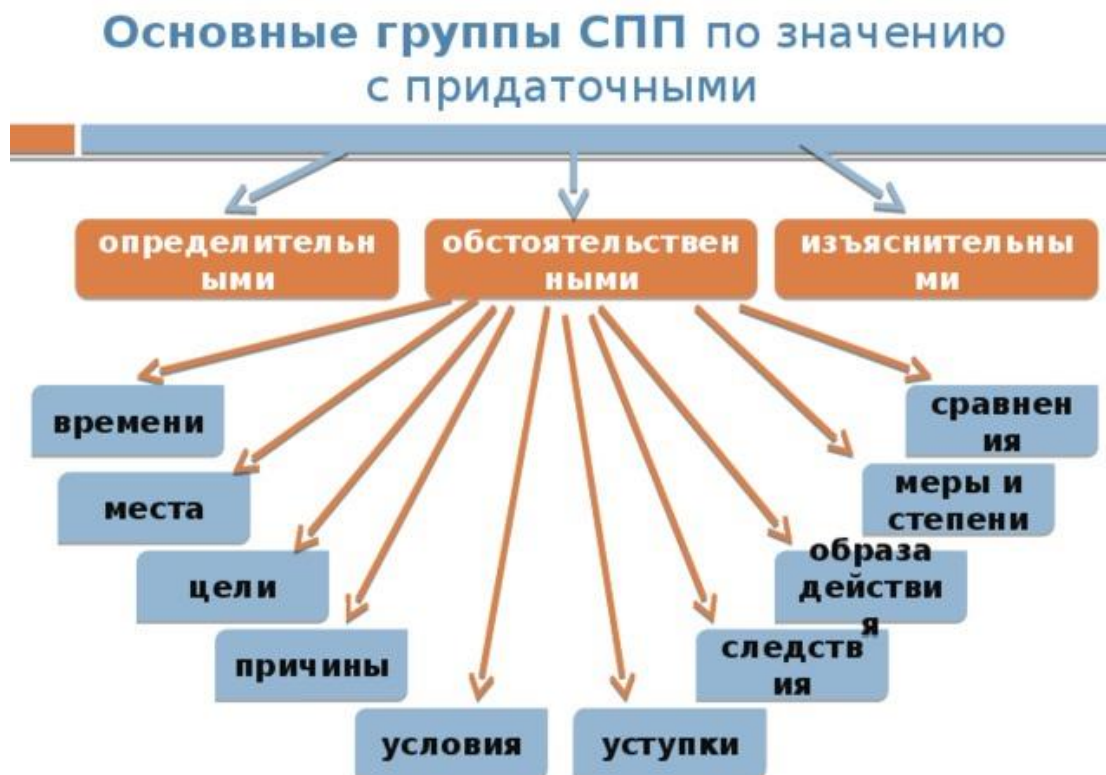 Основные группы СПП по значению
с придаточными
определительн
ыми
обстоятельствен
ными
изъяснительны
ми
времени
места
цели
причины
условия
уступки
следств
ия
образа
действи
я
меры и
степени
сравнен
ия